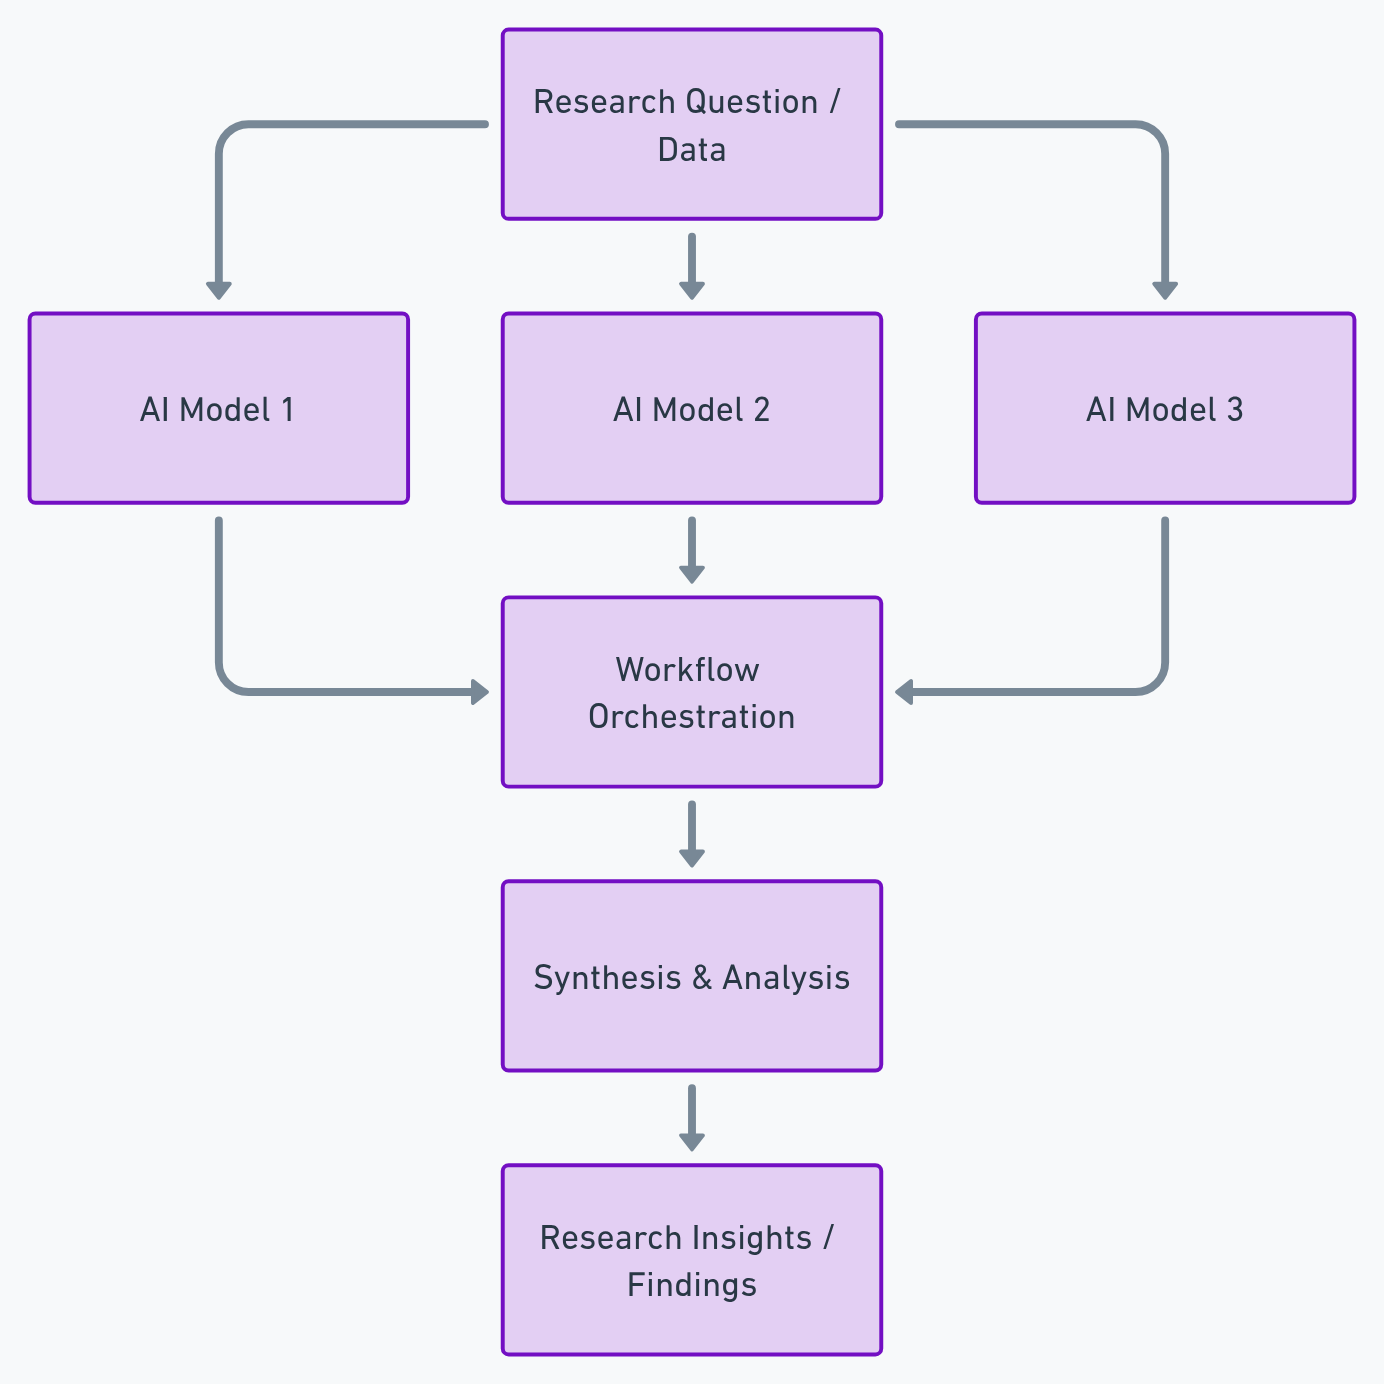 Research Question /
Data
AI Model 1
AI Model 2
AI Model 3
Workflow
Orchestration
Synthesis & Analysis
Research Insights /
Findings